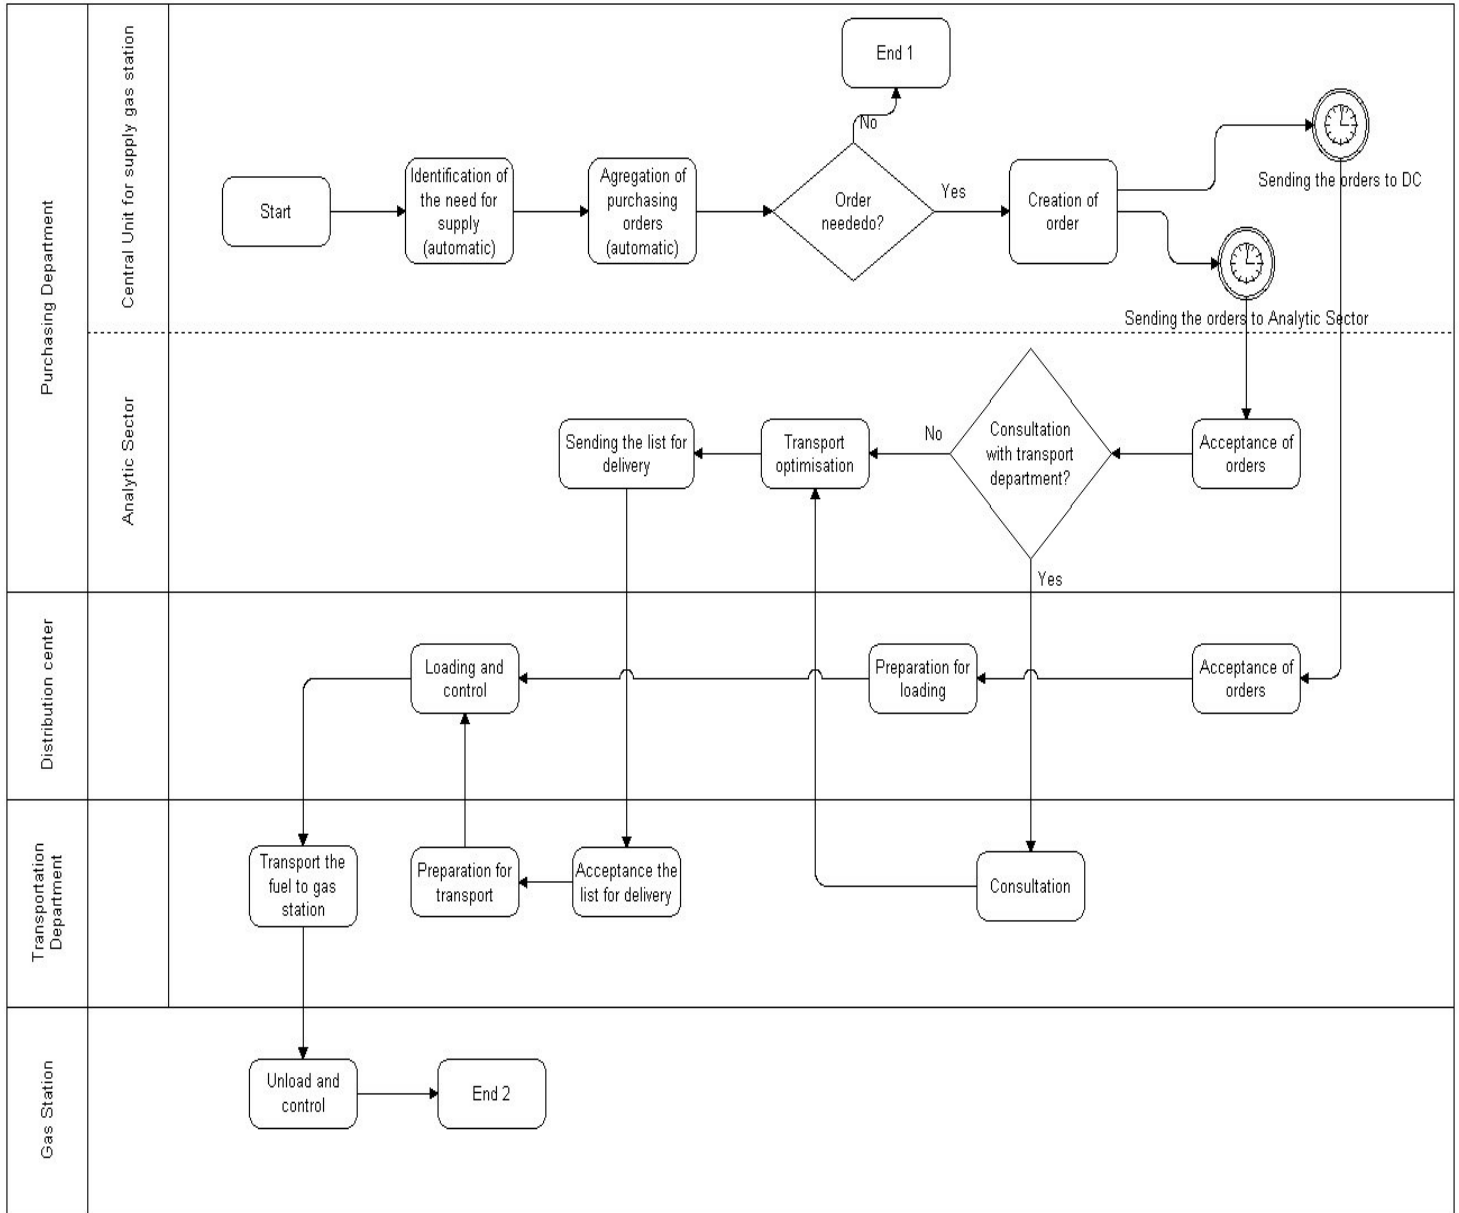 Purchasing Department
Central Unit for supply gas station
End 1
No
Start
Identification of
the need for
supply
(automatic)
Agregation of
purchasing
orders
(automatic)
Order
neededo?
Yes
Creation of
order
Sending the orders to DC
Sending the orders to Analytic Sector
Analytic Sector
Sending the list for
delivery
Transport
optimisation
No
Consultation
with transport
department?
Yes
Acceptance of
orders
Distribution center
Loading and
control
Preparation for
loading
Acceptance of
orders
Transportation
Department
Transport the
fuel to gas
station
Preparation for
transport
Acceptance the
list for delivery
Consultation
Gas Station
Unload and
control
End 2